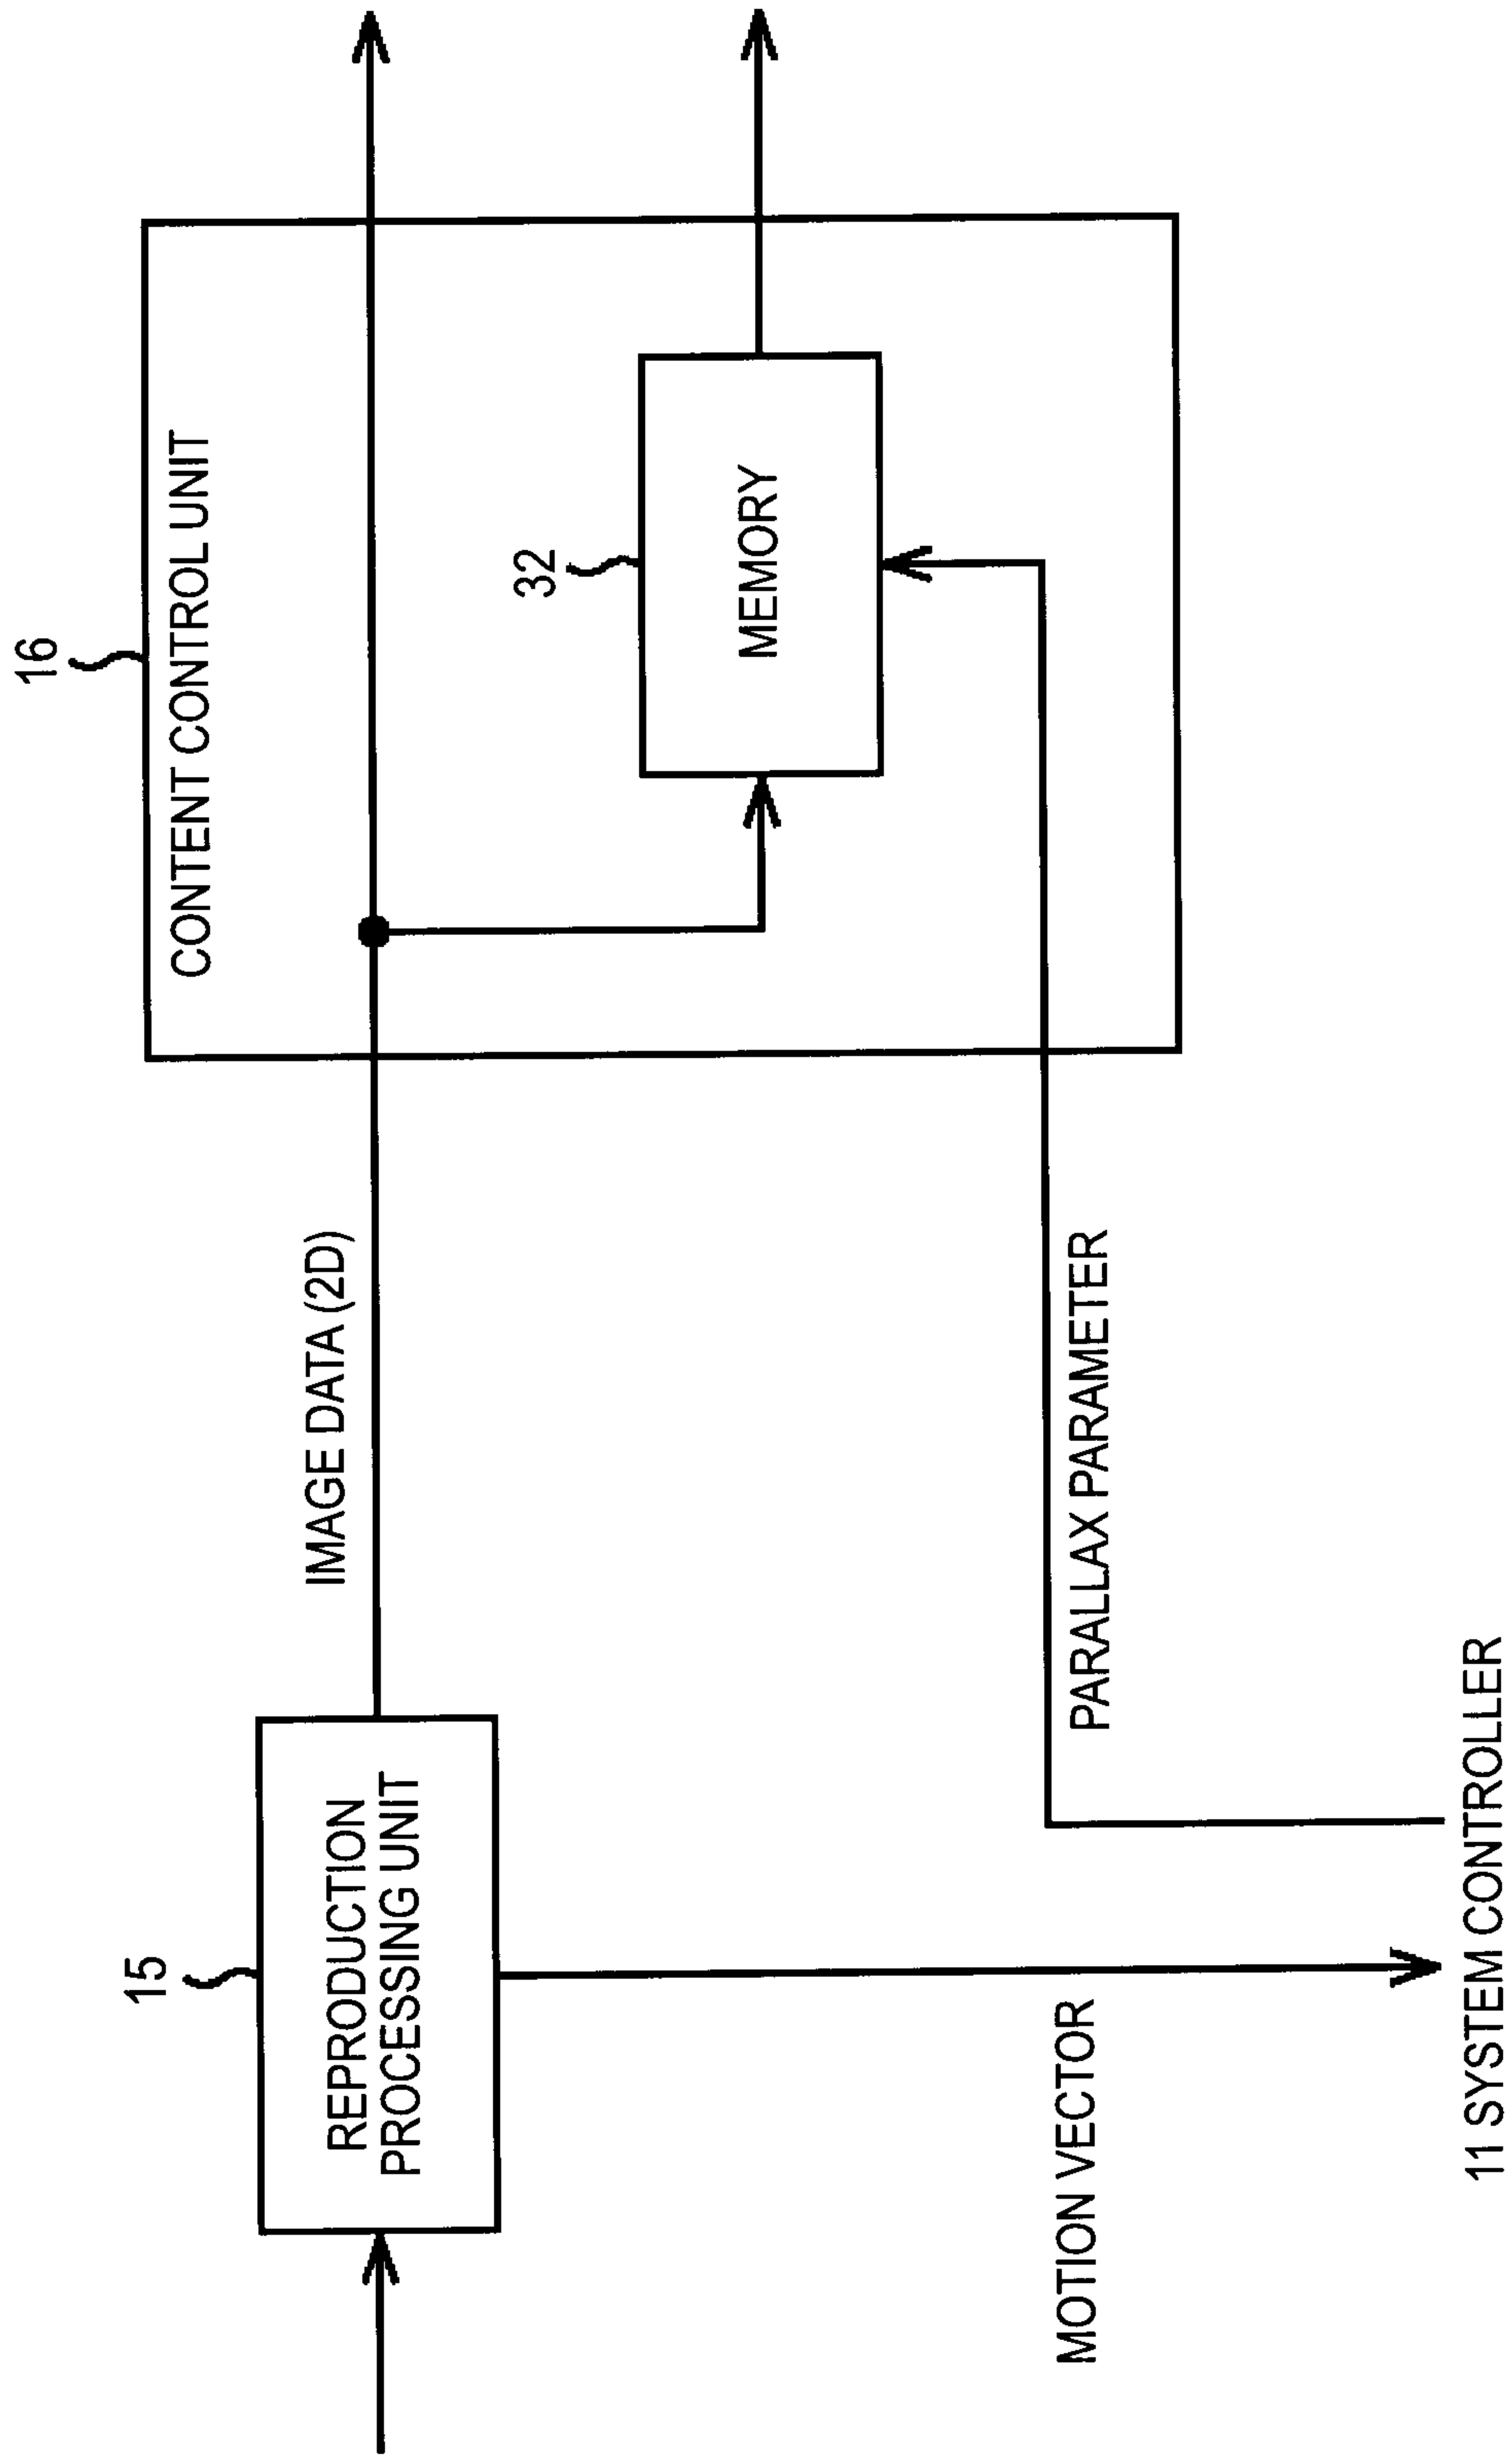 15
REPRODUCTION
PROCESSING UNIT
IMAGE DATA (2D)
16
CONTENT CONTROL UNIT
32
MEMORY
MOTION VECTOR
PARALLAX PARAMETER
11 SYSTEM CONTROLLER